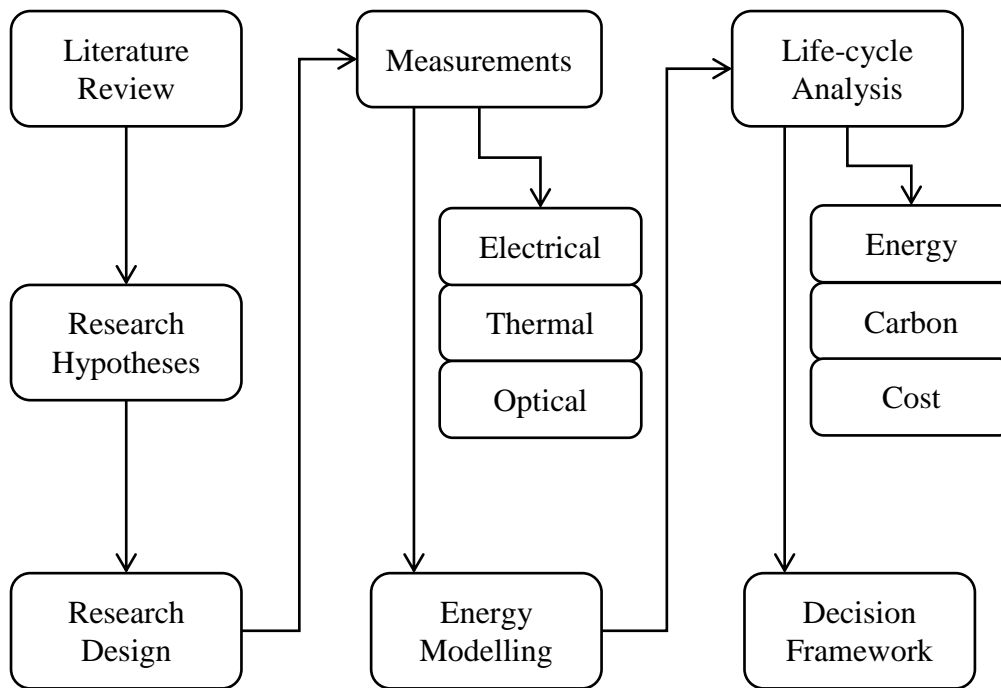 Literature
Review
Research
Hypotheses
Research
Design
Measurements
Electrical
Thermal
Optical
Energy
Modelling
Life-cycle
Analysis
Energy
Carbon
Cost
Decision
Framework